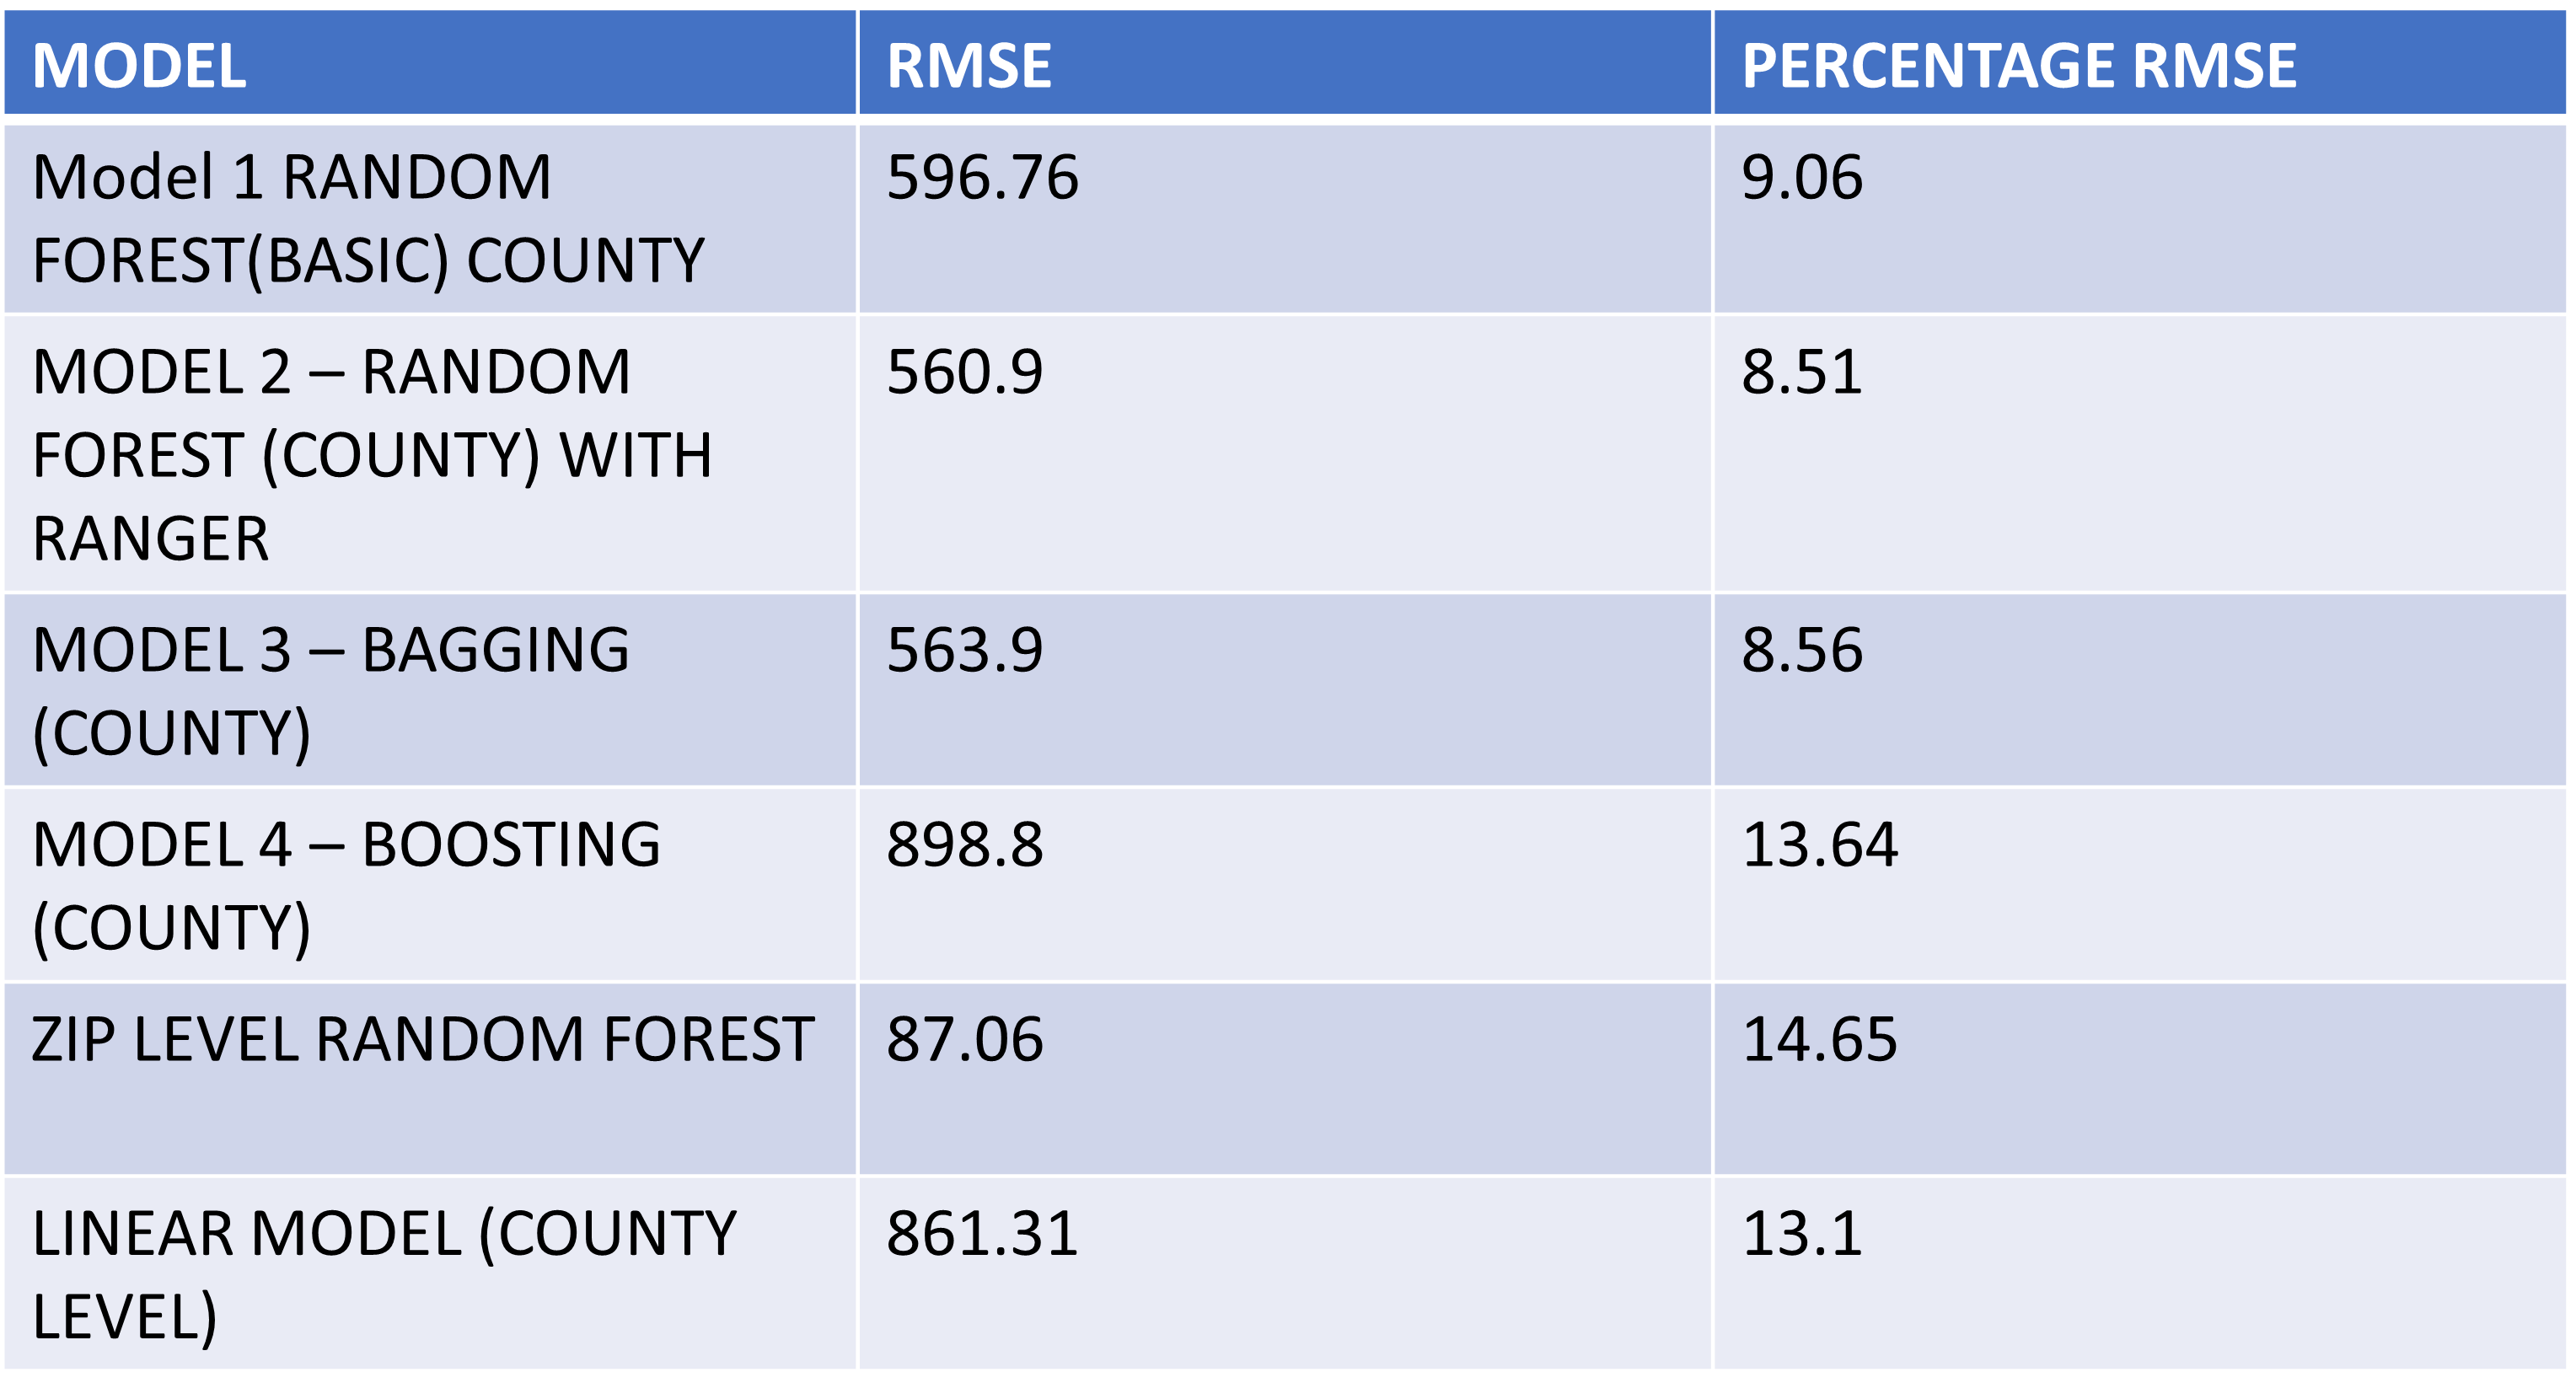 MODEL RMSE PERCENTAGE RMSE
Model 1 RANDOM 596.76 9.06
FOREST(BASIC) COUNTY
MODEL 2 – RANDOM 560.9 8.51
FOREST (COUNTY) WITH
RANGER
MODEL 3 – BAGGING 563.9 8.56
(COUNTY)
MODEL 4 – BOOSTING 898.8 13.64
(COUNTY)
ZIP LEVEL RANDOM FOREST 87.06 14.65
LINEAR MODEL (COUNTY 861.31 13.1
LEVEL)